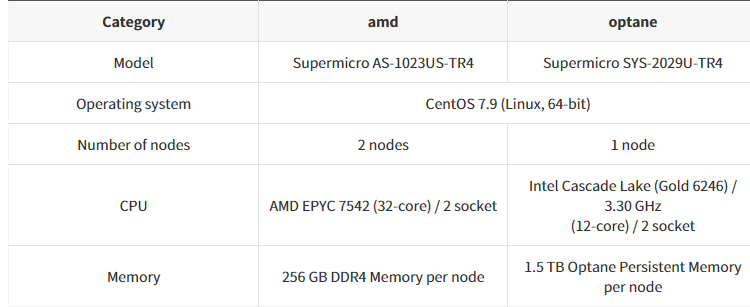 Category amd optane
Model Supermicro AS-1023US-TR4 Supermicro SYS-2029U-TR4
Operating system CentOS 7.9 (Linux, 64-bit)
Number of nodes 2 nodes 1 node
CPU AMD EPYC 7542 (32-core) / 2 socket Intel Cascade Lake (Gold 6246) /
3.30 GHz
(12-core) / 2 socket
Memory 256 GB DDR4 Memory per node 1.5 TB Optane Persistent Memory
per node